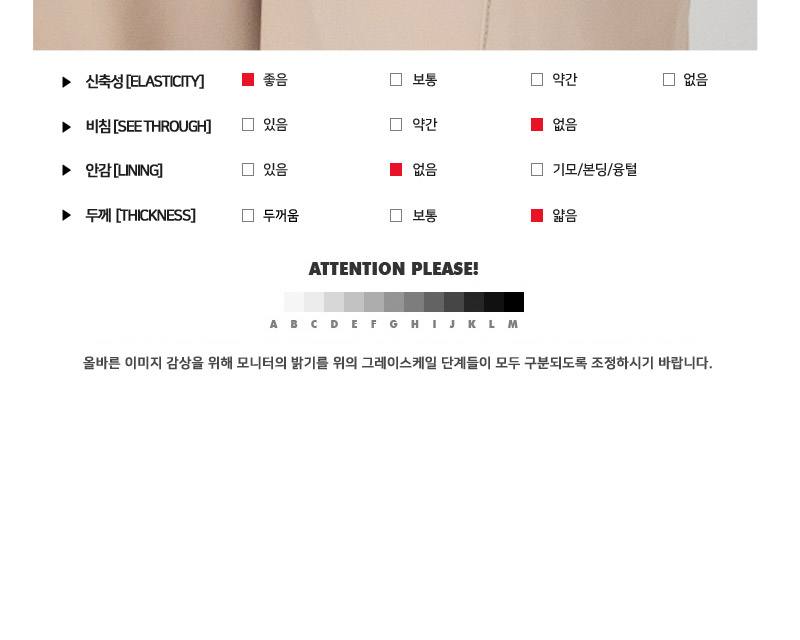 ▶ 신축성 [ELASTICITY] ■ 좋음 □ 보통 □ 약간 □ 없음
▶ 비침 [SEE THROUGH] □ 있음 □ 약간 ■ 없음
▶ 안감 [LINING] □ 있음 ■ 없음 □ 기모/본딩/융털
▶ 두께 [THICKNESS] □ 두꺼움 □ 보통 ■ 얇음
ATTENTION PLEASE!
A B C D E F G H I J K L M
올바른 이미지 감상을 위해 모니터의 밝기를 위의 그레이스케일 단계들이 모두 구분되도록 조정하시기 바랍니다.